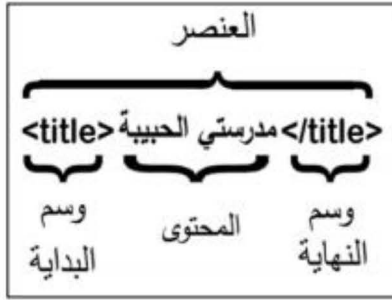 العنصر
<title>مدرستي الحبيبة</title>
وسم البداية
المحتوى
وسم النهاية